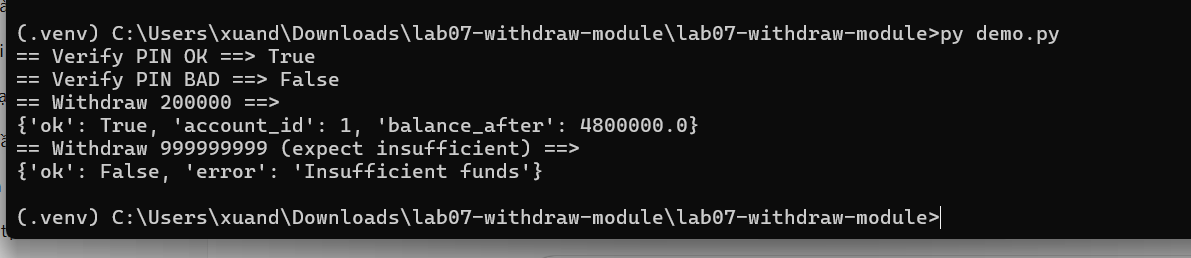 (.venv) C:\Users\xuand\Downloads\lab07-withdraw-module\lab07-withdraw-module>py demo.py
== Verify PIN OK ==> True
== Verify PIN BAD ==> False
== Withdraw 200000 ==>
{'ok': True, 'account_id': 1, 'balance_after': 4800000.0}
== Withdraw 999999999 (expect insufficient) ==>
{'ok': False, 'error': 'Insufficient funds'}
(.venv) C:\Users\xuand\Downloads\lab07-withdraw-module\lab07-withdraw-module>